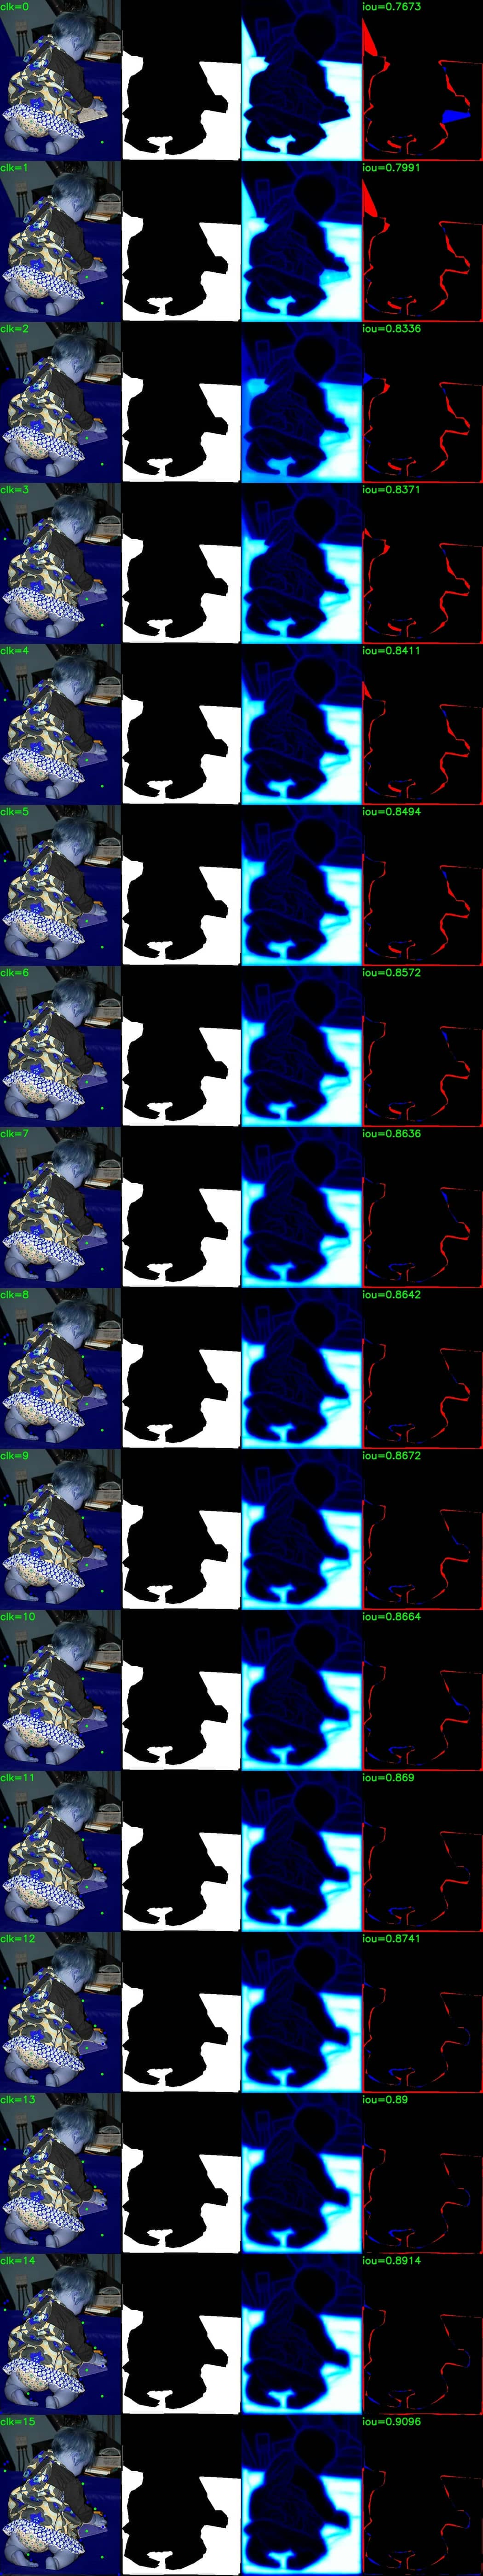 clk=0 iou=0.7673
clk=1 iou=0.7991
clk=2 iou=0.8336
clk=3 iou=0.8371
clk=4 iou=0.8411
clk=5 iou=0.8494
clk=6 iou=0.8572
clk=7 iou=0.8636
clk=8 iou=0.8642
clk=9 iou=0.8672
clk=10 iou=0.8664
clk=11 iou=0.869
clk=12 iou=0.8741
clk=13 iou=0.89
clk=14 iou=0.8914
clk=15 iou=0.9096